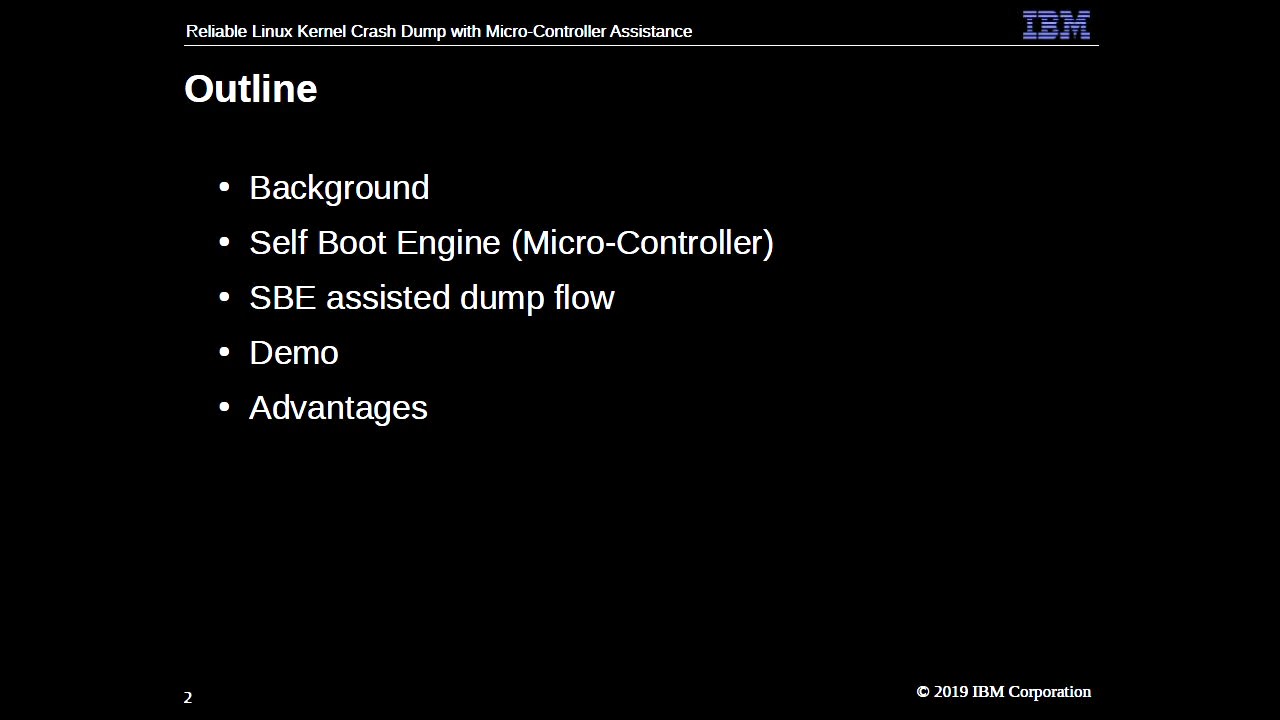 Reliable Linux Kernel Crash Dump with Micro-Controller Assistance
IBM
Outline
• Background
• Self Boot Engine (Micro-Controller)
• SBE assisted dump flow
• Demo
• Advantages
2
© 2019 IBM Corporation